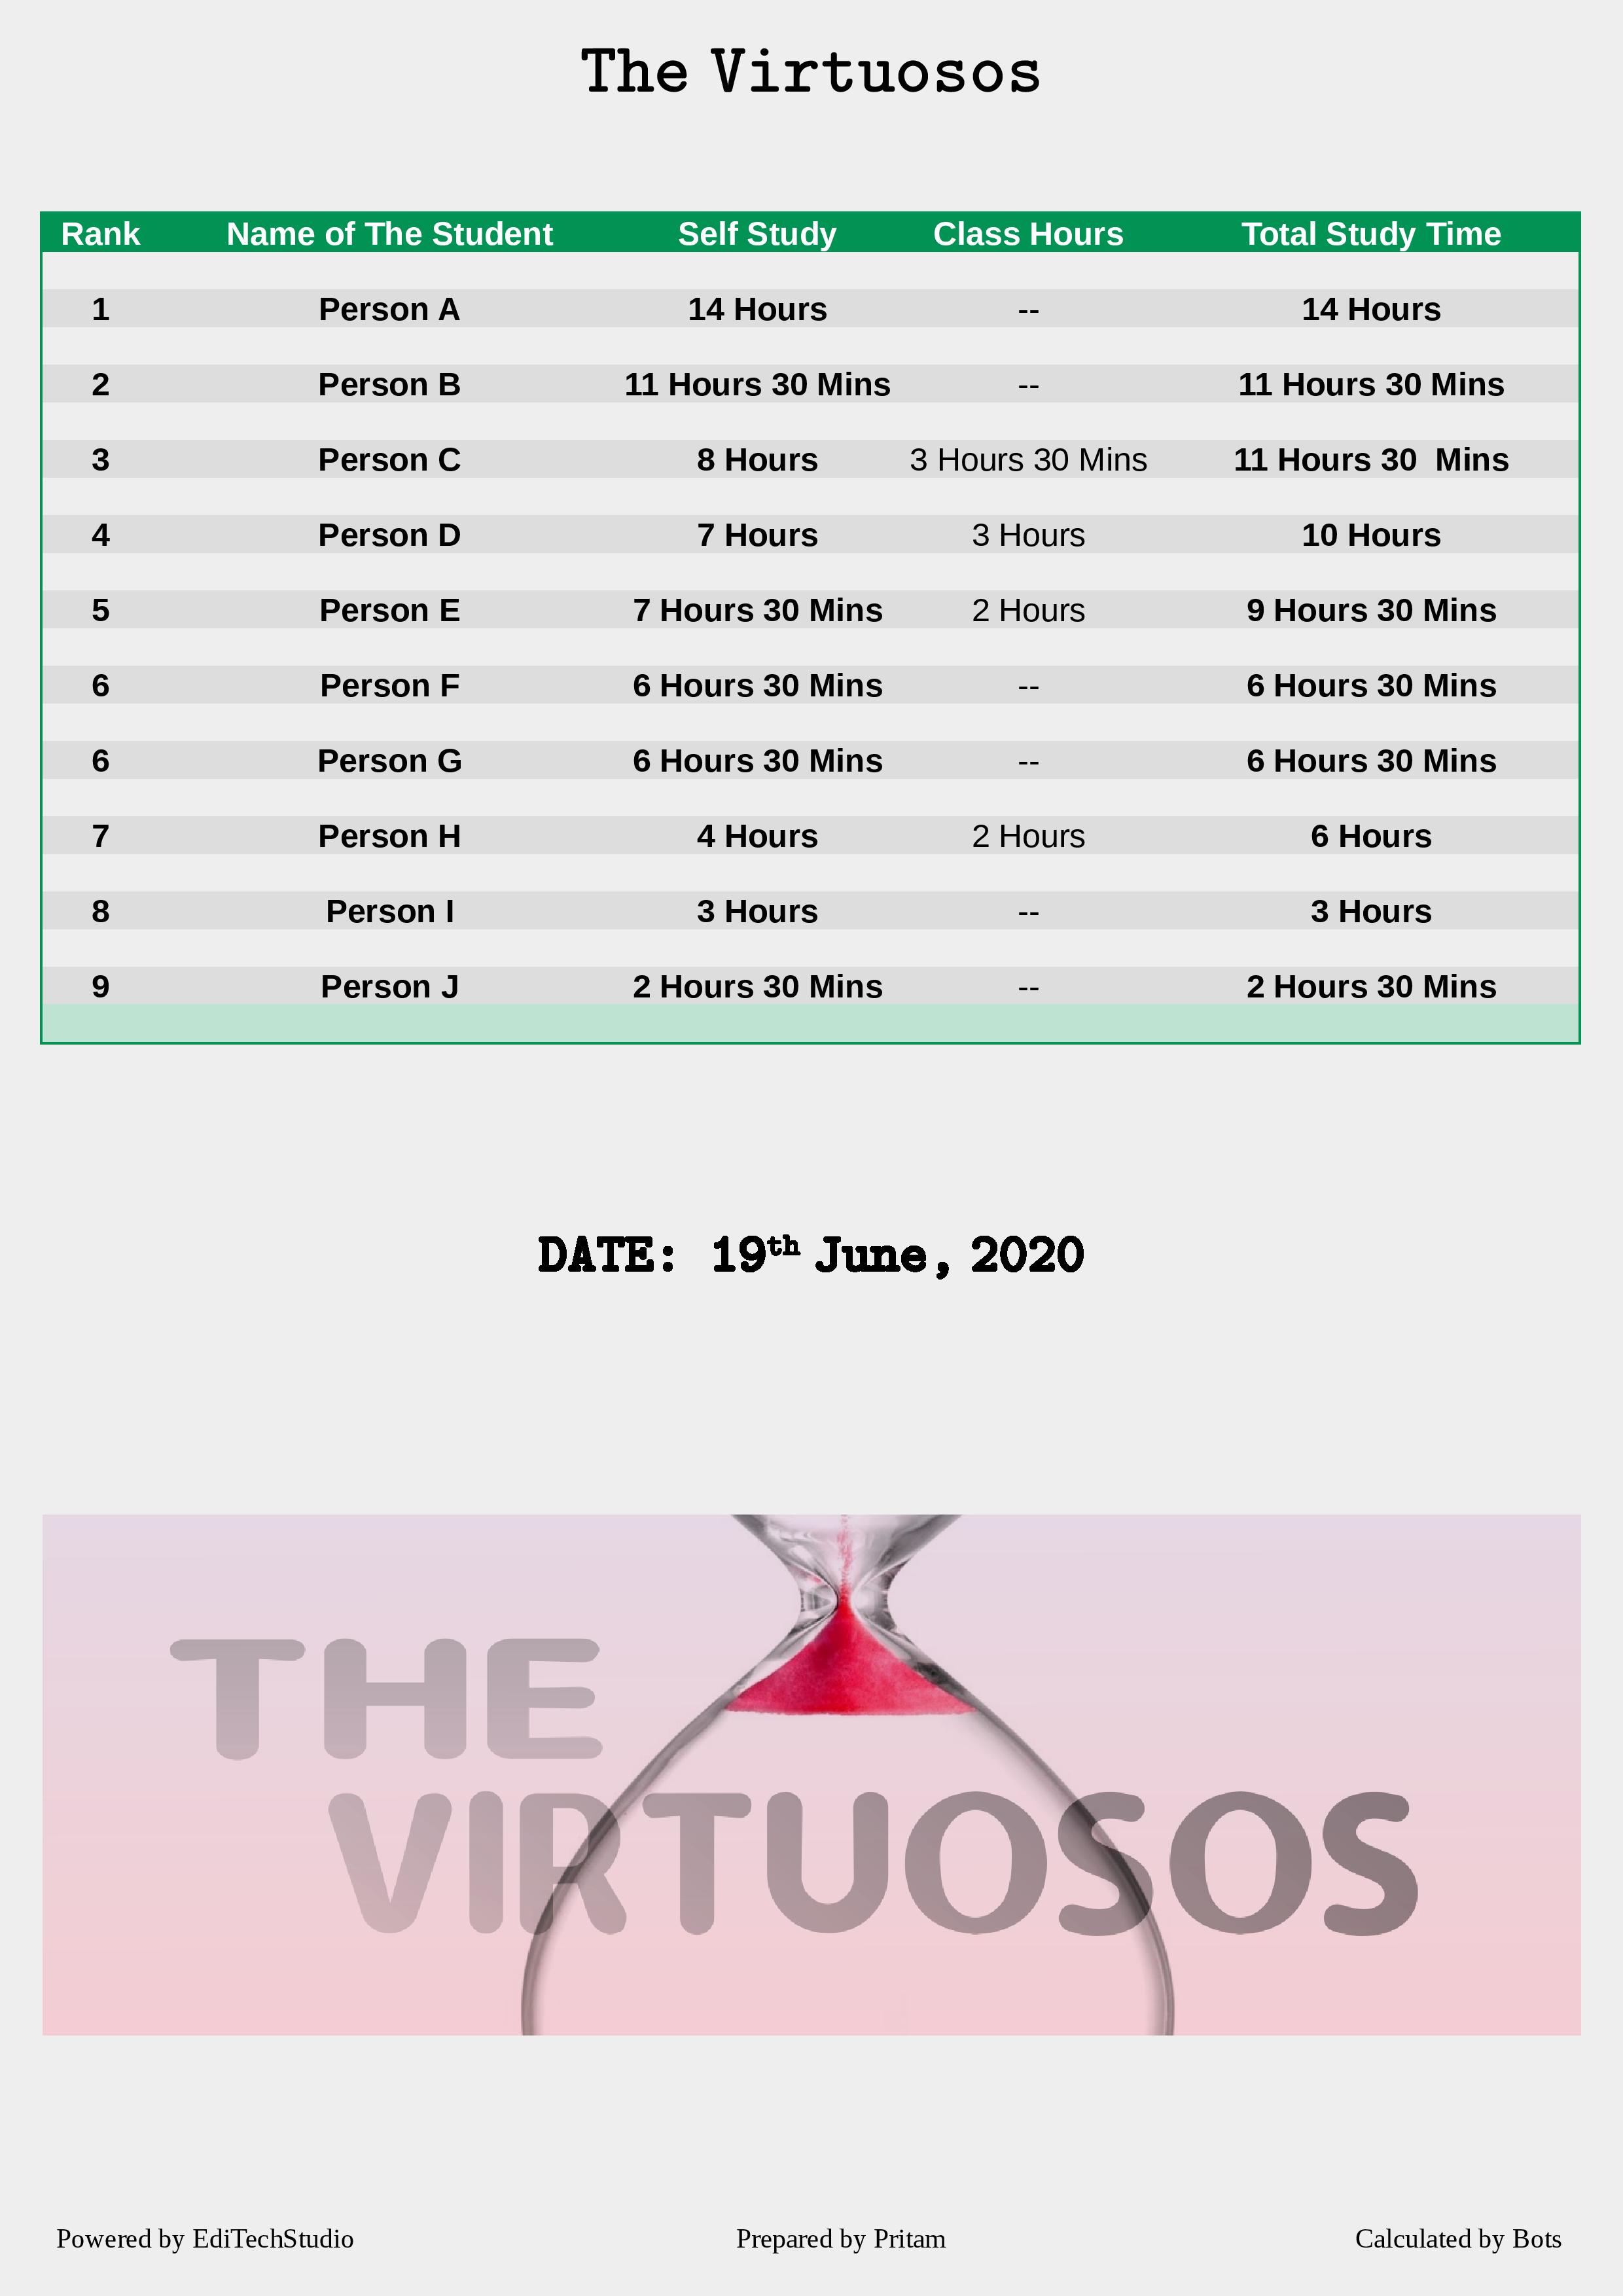 The Virtuosos
Rank Name of The Student Self Study Class Hours Total Study Time
1 Person A 14 Hours -- 14 Hours
2 Person B 11 Hours 30 Mins -- 11 Hours 30 Mins
3 Person C 8 Hours 3 Hours 30 Mins 11 Hours 30  Mins
4 Person D 7 Hours 3 Hours 10 Hours
5 Person E 7 Hours 30 Mins 2 Hours 9 Hours 30 Mins
6 Person F 6 Hours 30 Mins -- 6 Hours 30 Mins
6 Person G 6 Hours 30 Mins -- 6 Hours 30 Mins
7 Person H 4 Hours 2 Hours 6 Hours
8 Person I 3 Hours -- 3 Hours
9 Person J 2 Hours 30 Mins -- 2 Hours 30 Mins
DATE: 19th June, 2020
THE
VIRTUOSOS
Powered by EdiTechStudio Prepared by Pritam Calculated by Bots